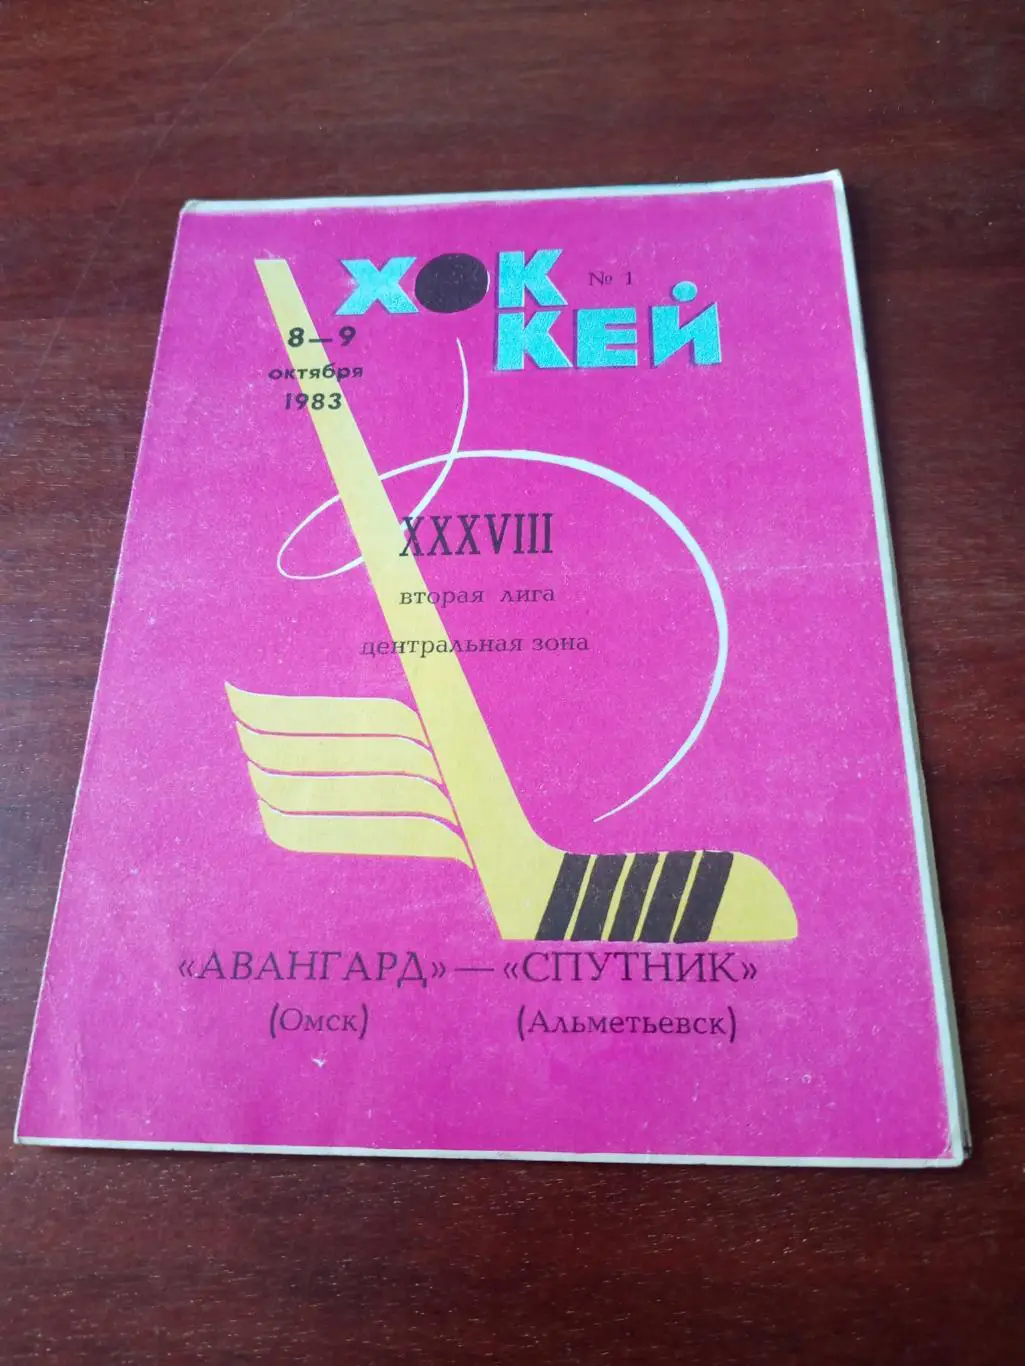 ХОК
КЕЙ
№ 1
8—9
октября
1983
XXXVIII
вторая лига
центральная зона
«АВАНГАРД» — «СПУТНИК»
(Омск) (Альметьевск)